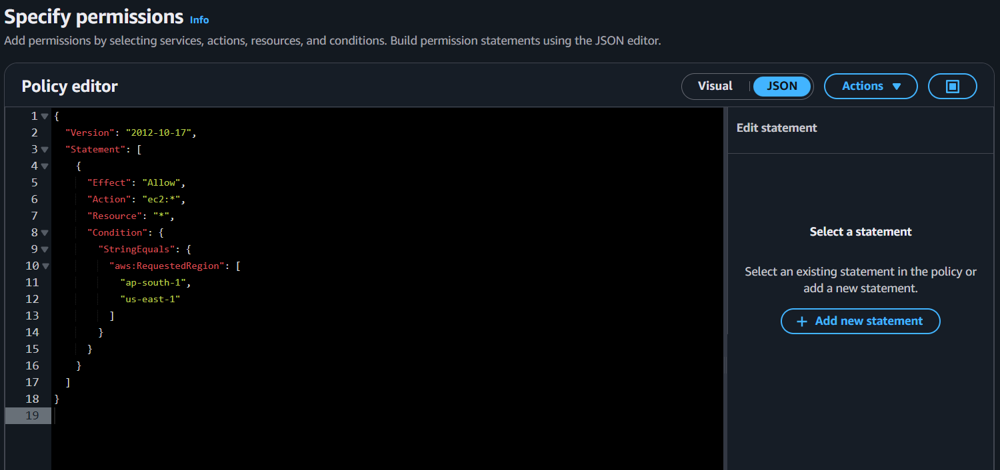 Specify permissions Info
Add permissions by selecting services, actions, resources, and conditions. Build permission statements using the JSON editor.
Policy editor
Visual
JSON
Actions
1 {
2 "Version": "2012-10-17",
3 "Statement": [
4 {
5 "Effect": "Allow",
6 "Action": "ec2:*",
7 "Resource": "*",
8 "Condition": {
9 "StringEquals": {
10 "aws:RequestedRegion": [
11 "ap-south-1",
12 "us-east-1"
13 ]
14 }
15 }
16 }
17 ]
18 }
19
Edit statement
Select a statement
Select an existing statement in the policy or
add a new statement.
+ Add new statement